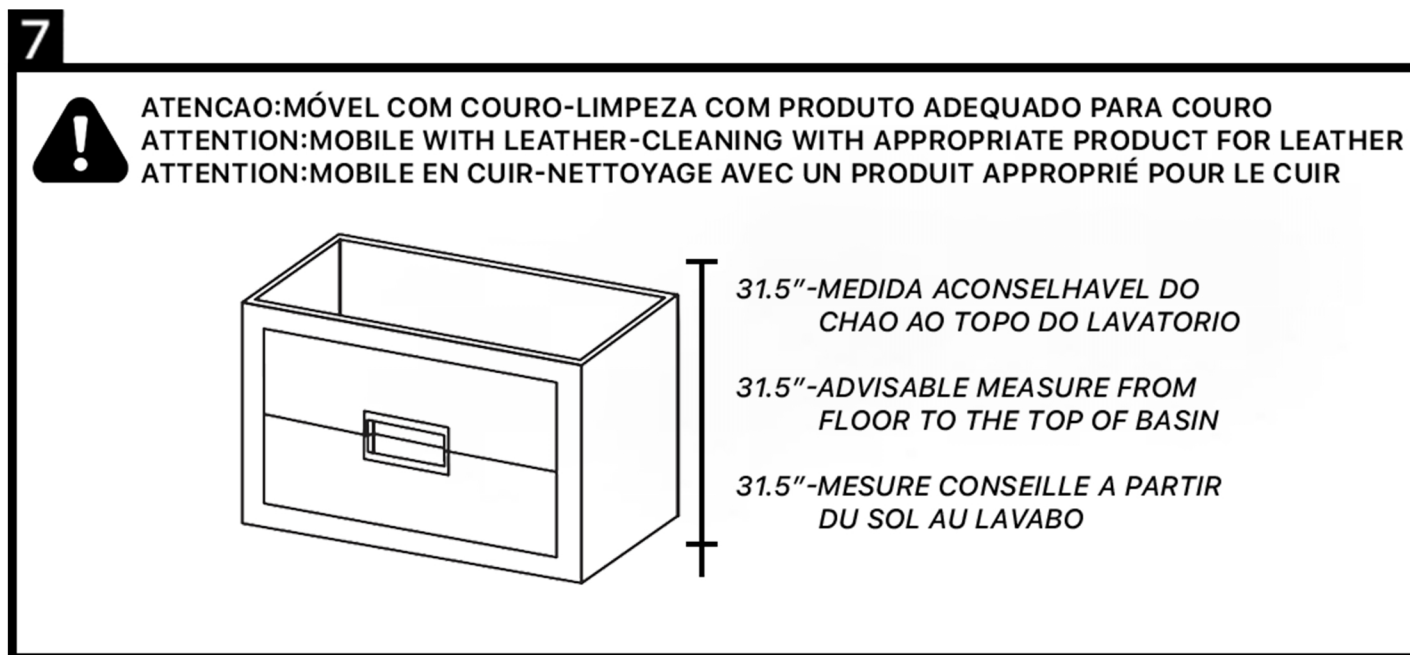 7
ATENCAO:MÓVEL COM COURO-LIMPEZA COM PRODUTO ADEQUADO PARA COURO
ATTENTION:MOBILE WITH LEATHER-CLEANING WITH APPROPRIATE PRODUCT FOR LEATHER
ATTENTION:MOBILE EN CUIR-NETTOYAGE AVEC UN PRODUIT APPROPRIÉ POUR LE CUIR
31.5"-MEDIDA ACONSELHAVEL DO
CHAO AO TOPO DO LAVATORIO
31.5"-ADVISABLE MEASURE FROM
FLOOR TO THE TOP OF BASIN
31.5"-MESURE CONSEILLE A PARTIR
DU SOL AU LAVABO